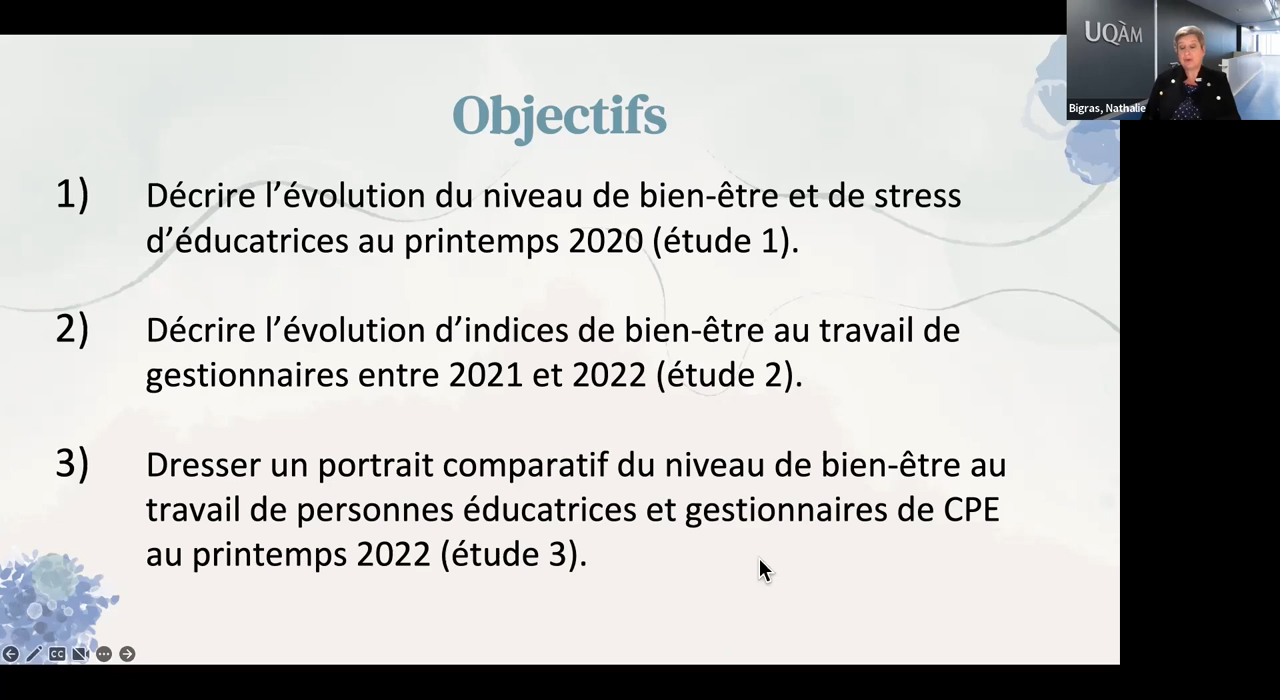 UQÀM
Bigras, Nathalie
Objectifs
1) Décrire l’évolution du niveau de bien-être et de stress
d’éducatrices au printemps 2020 (étude 1).
2) Décrire l’évolution d’indices de bien-être au travail de
gestionnaires entre 2021 et 2022 (étude 2).
3) Dresser un portrait comparatif du niveau de bien-être au
travail de personnes éducatrices et gestionnaires de CPE
au printemps 2022 (étude 3).
CC